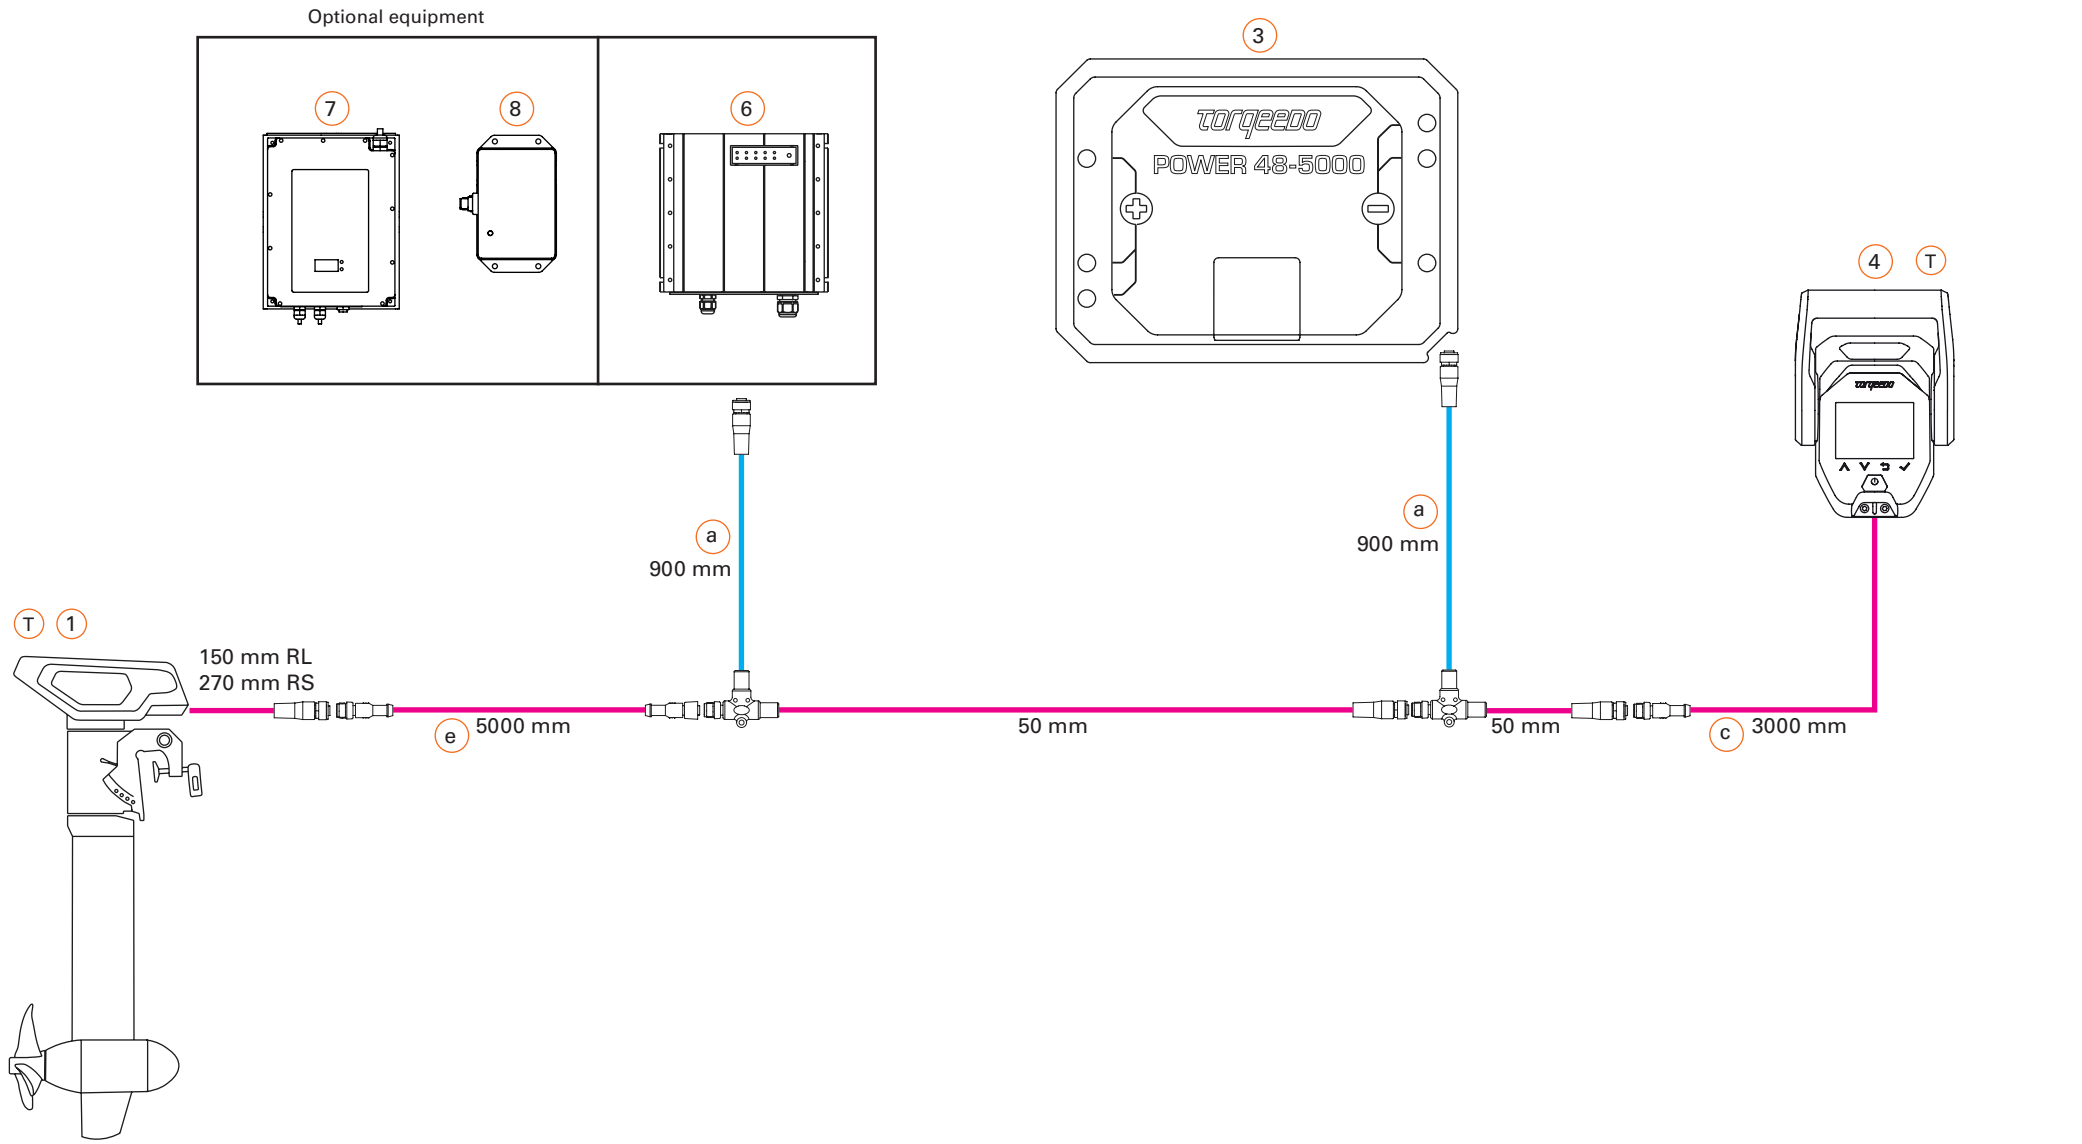 Optional equipment
3
7
8
6
TORQEEDO
POWER 48-5000
4 T
TORQEEDO
a
900 mm
a
900 mm
T 1
150 mm RL
270 mm RS
e 5000 mm
50 mm
50 mm
c 3000 mm